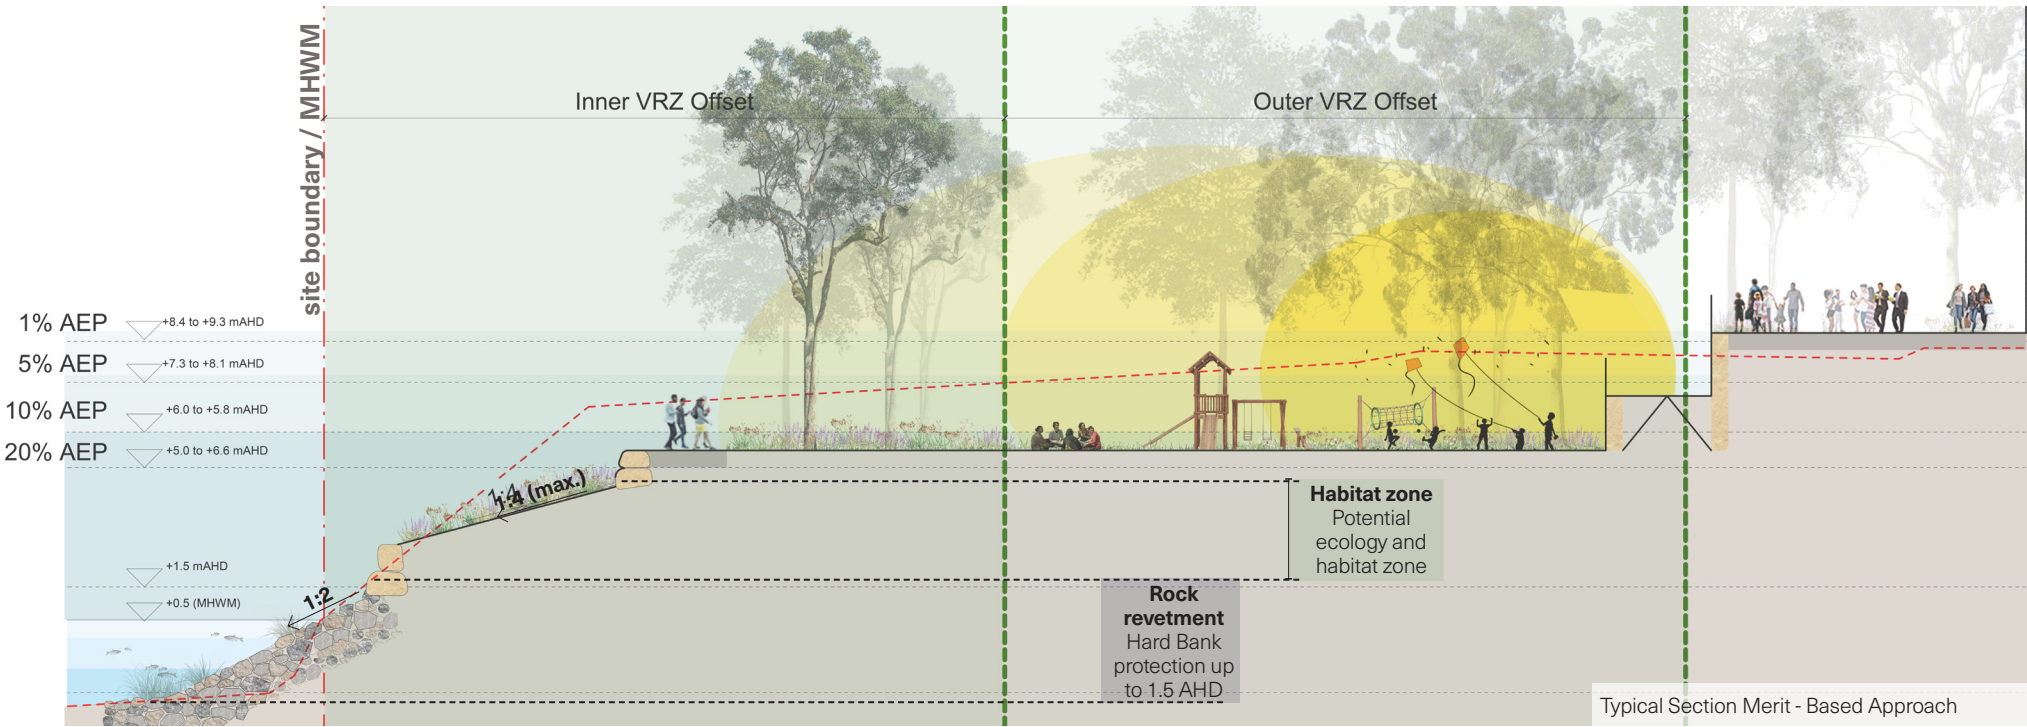 site boundary / MHWM
Inner VRZ Offset
Outer VRZ Offset
1% AEP
+8.4 to +9.3 mAHD
5% AEP
+7.3 to +8.1 mAHD
10% AEP
+6.0 to +5.8 mAHD
20% AEP
+5.0 to +6.6 mAHD
1:4
1:4 (max.)
Habitat zone
Potential
ecology and
habitat zone
+1.5 mAHD
1:2
+0.5 (MHWM)
Rock
revetment
Hard Bank
protection up
to 1.5 AHD
Typical Section Merit - Based Approach